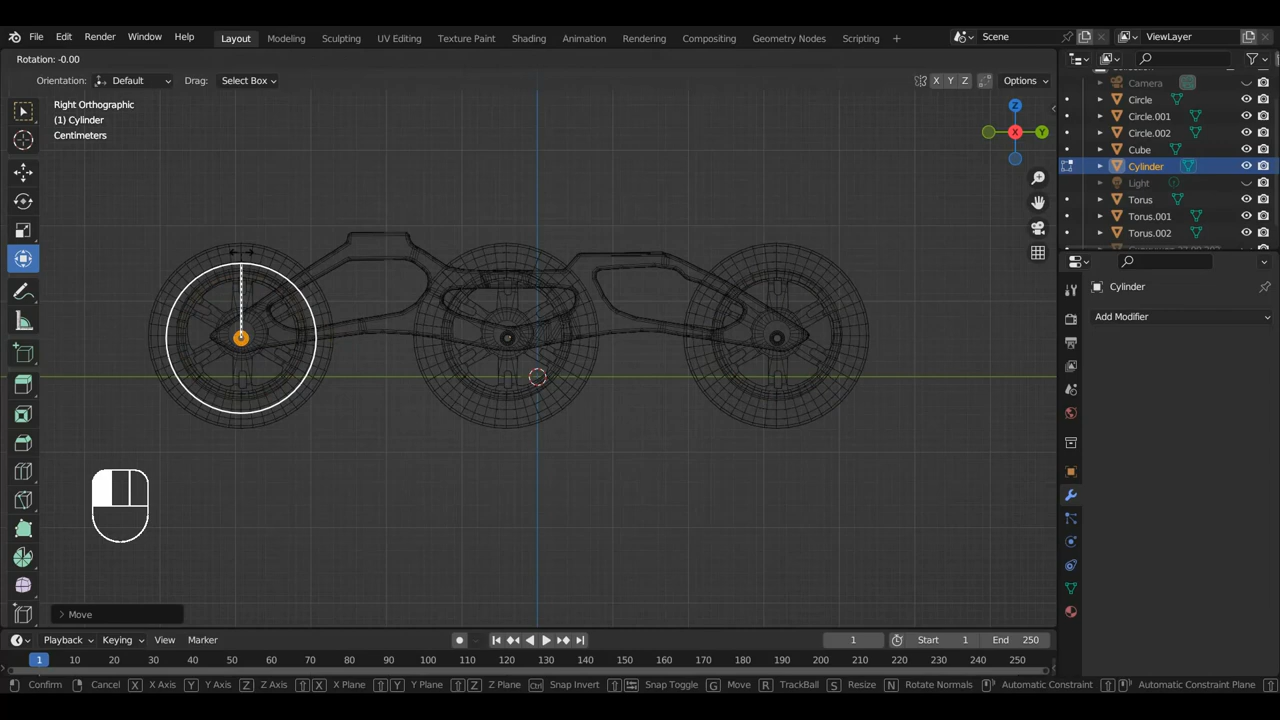 File Edit Render Window Help Layout Modeling Sculpting UV Editing Texture Paint Shading Animation Rendering Compositing Geometry Nodes Scripting + Scene ViewLayer
Rotation: -0.00
Orientation: Default Drag: Select Box X Y Z Options
Right Orthographic
(1) Cylinder
Centimeters
Z
X
Y
Camera
Circle
Circle.001
Circle.002
Cube
Cylinder
Light
Torus
Torus.001
Torus.002
Cylinder
Add Modifier
> Move
Playback Keying View Marker 1 Start 1 End 250
1 10 20 30 40 50 60 70 80 90 100 110 120 130 140 150 160 170 180 190 200 210 220 230 240 250
Confirm Cancel X X Axis Y Y Axis Z Z Axis X X Plane Y Y Plane Z Z Plane Ctrl Snap Invert Snap Toggle G Move R TrackBall S Resize N Rotate Normals Automatic Constraint Automatic Constraint Plane